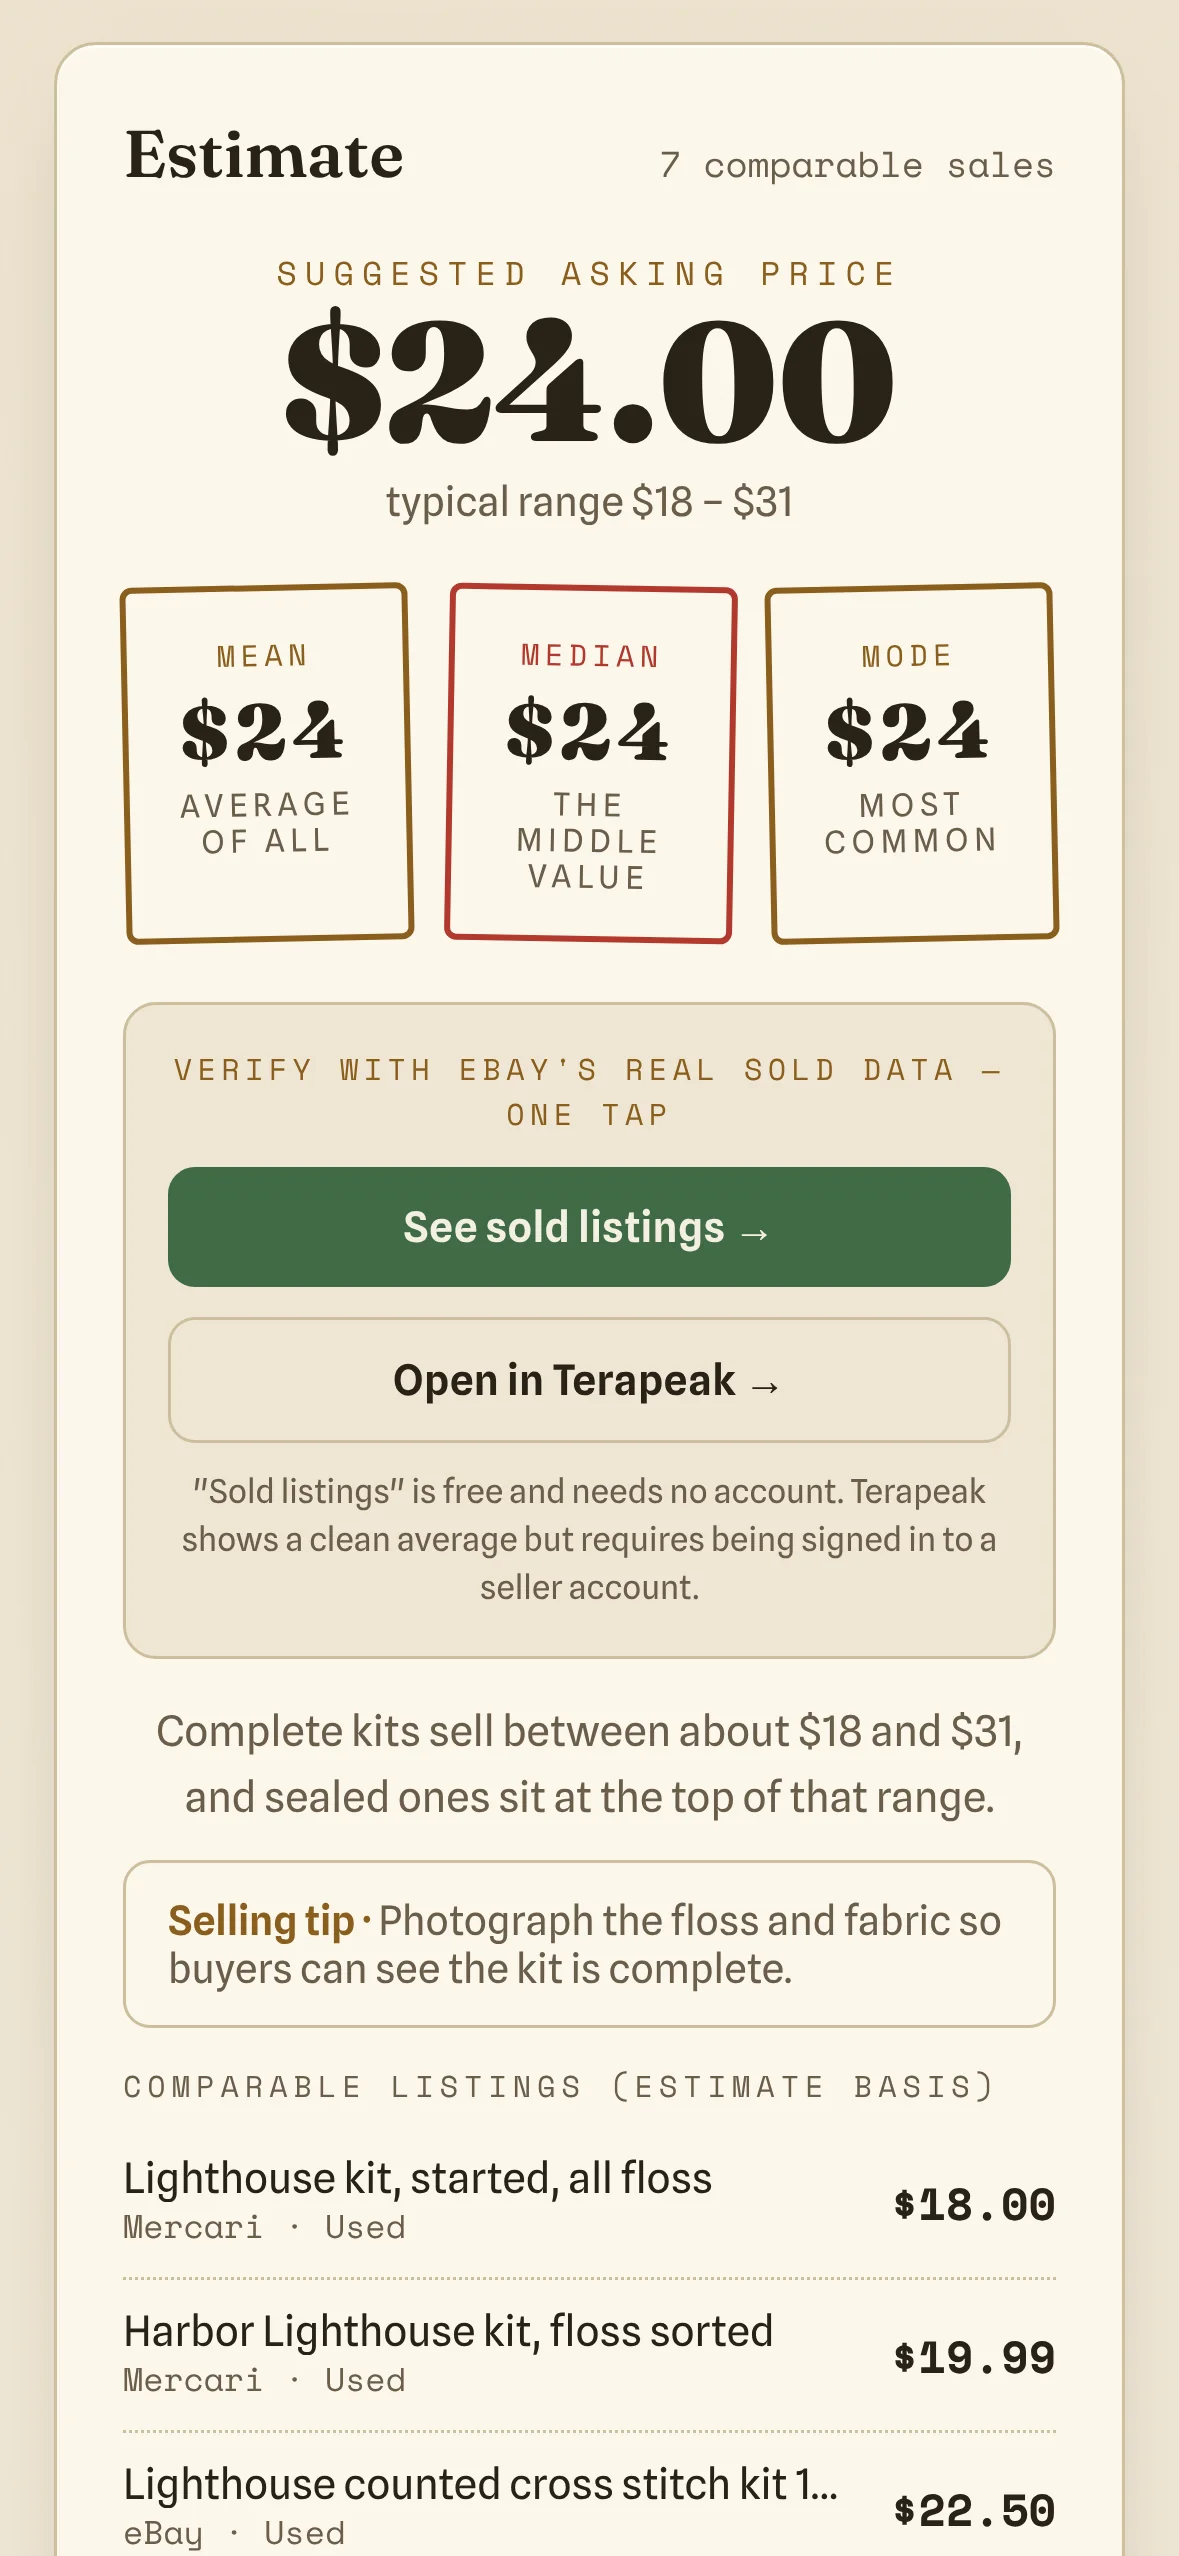 Estimate
7 comparable sales
SUGGESTED ASKING PRICE
$24.00
typical range $18 – $31
MEAN
$24
AVERAGE
OF ALL
MEDIAN
$24
THE
MIDDLE
VALUE
MODE
$24
MOST
COMMON
VERIFY WITH EBAY'S REAL SOLD DATA —
ONE TAP
See sold listings →
Open in Terapeak →
"Sold listings" is free and needs no account. Terapeak
shows a clean average but requires being signed in to a
seller account.
Complete kits sell between about $18 and $31,
and sealed ones sit at the top of that range.
Selling tip · Photograph the floss and fabric so
buyers can see the kit is complete.
COMPARABLE LISTINGS (ESTIMATE BASIS)
Lighthouse kit, started, all floss
Mercari · Used
$18.00
Harbor Lighthouse kit, floss sorted
Mercari · Used
$19.99
Lighthouse counted cross stitch kit 1...
eBay · Used
$22.50